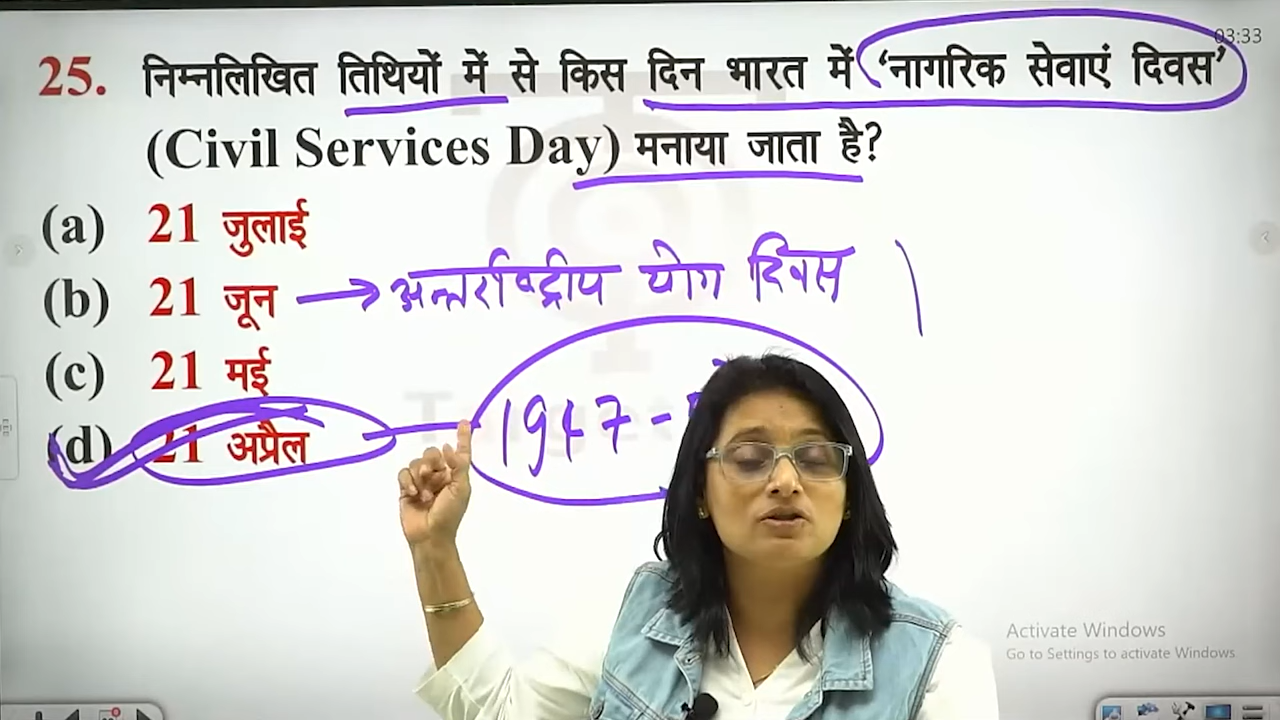 03:33
25. निम्नलिखित तिथियों में से किस दिन भारत में 'नागरिक सेवाएं दिवस'
(Civil Services Day) मनाया जाता है?
(a) 21 जुलाई
(b) 21 जून → अन्तर्राष्ट्रीय योग दिवस
(c) 21 मई
(d) 21 अप्रैल – 1947 -
Activate Windows
Go to Settings to activate Windows